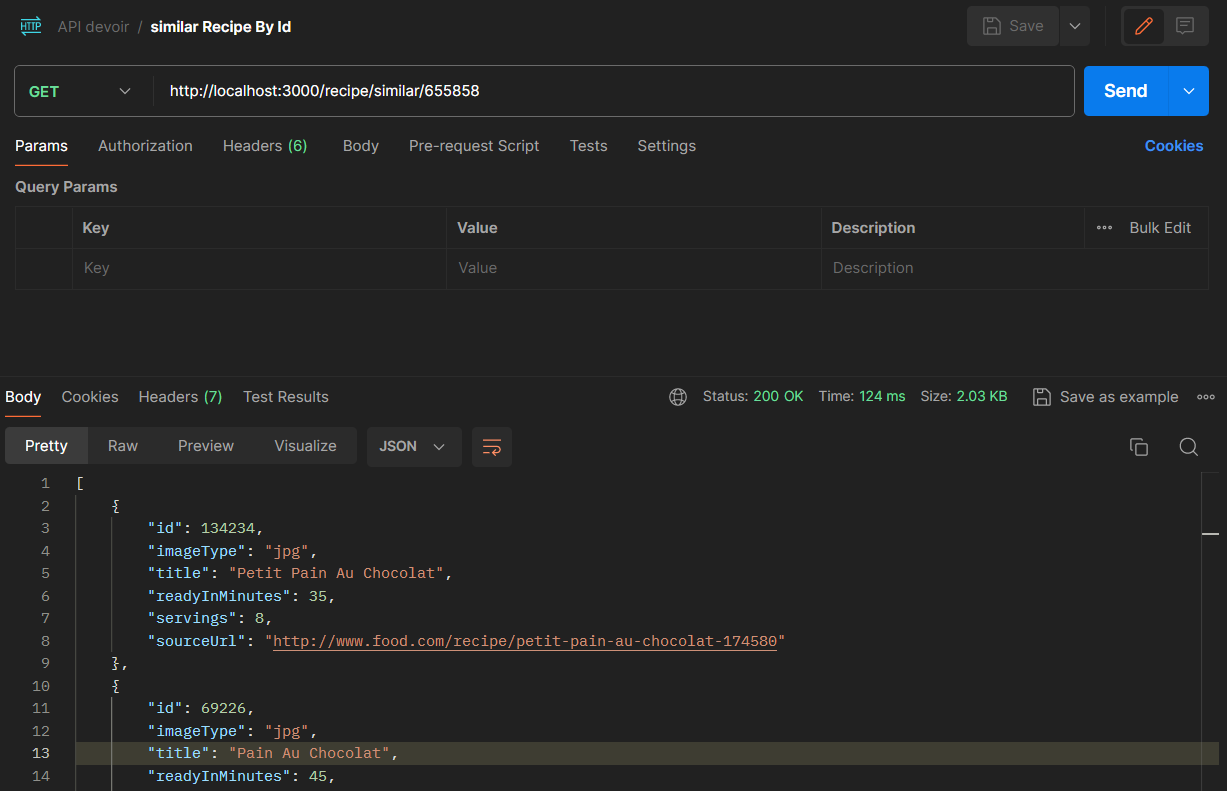 HTTP API devoir / similar Recipe By Id Save
GET http://localhost:3000/recipe/similar/655858 Send
Params Authorization Headers (6) Body Pre-request Script Tests Settings Cookies
Query Params
Key Value Description Bulk Edit
Key Value Description
Body Cookies Headers (7) Test Results Status: 200 OK Time: 124 ms Size: 2.03 KB Save as example
Pretty Raw Preview Visualize JSON
1 [
2 {
3 "id": 134234,
4 "imageType": "jpg",
5 "title": "Petit Pain Au Chocolat",
6 "readyInMinutes": 35,
7 "servings": 8,
8 "sourceUrl": "http://www.food.com/recipe/petit-pain-au-chocolat-174580"
9 },
10 {
11 "id": 69226,
12 "imageType": "jpg",
13 "title": "Pain Au Chocolat",
14 "readyInMinutes": 45,